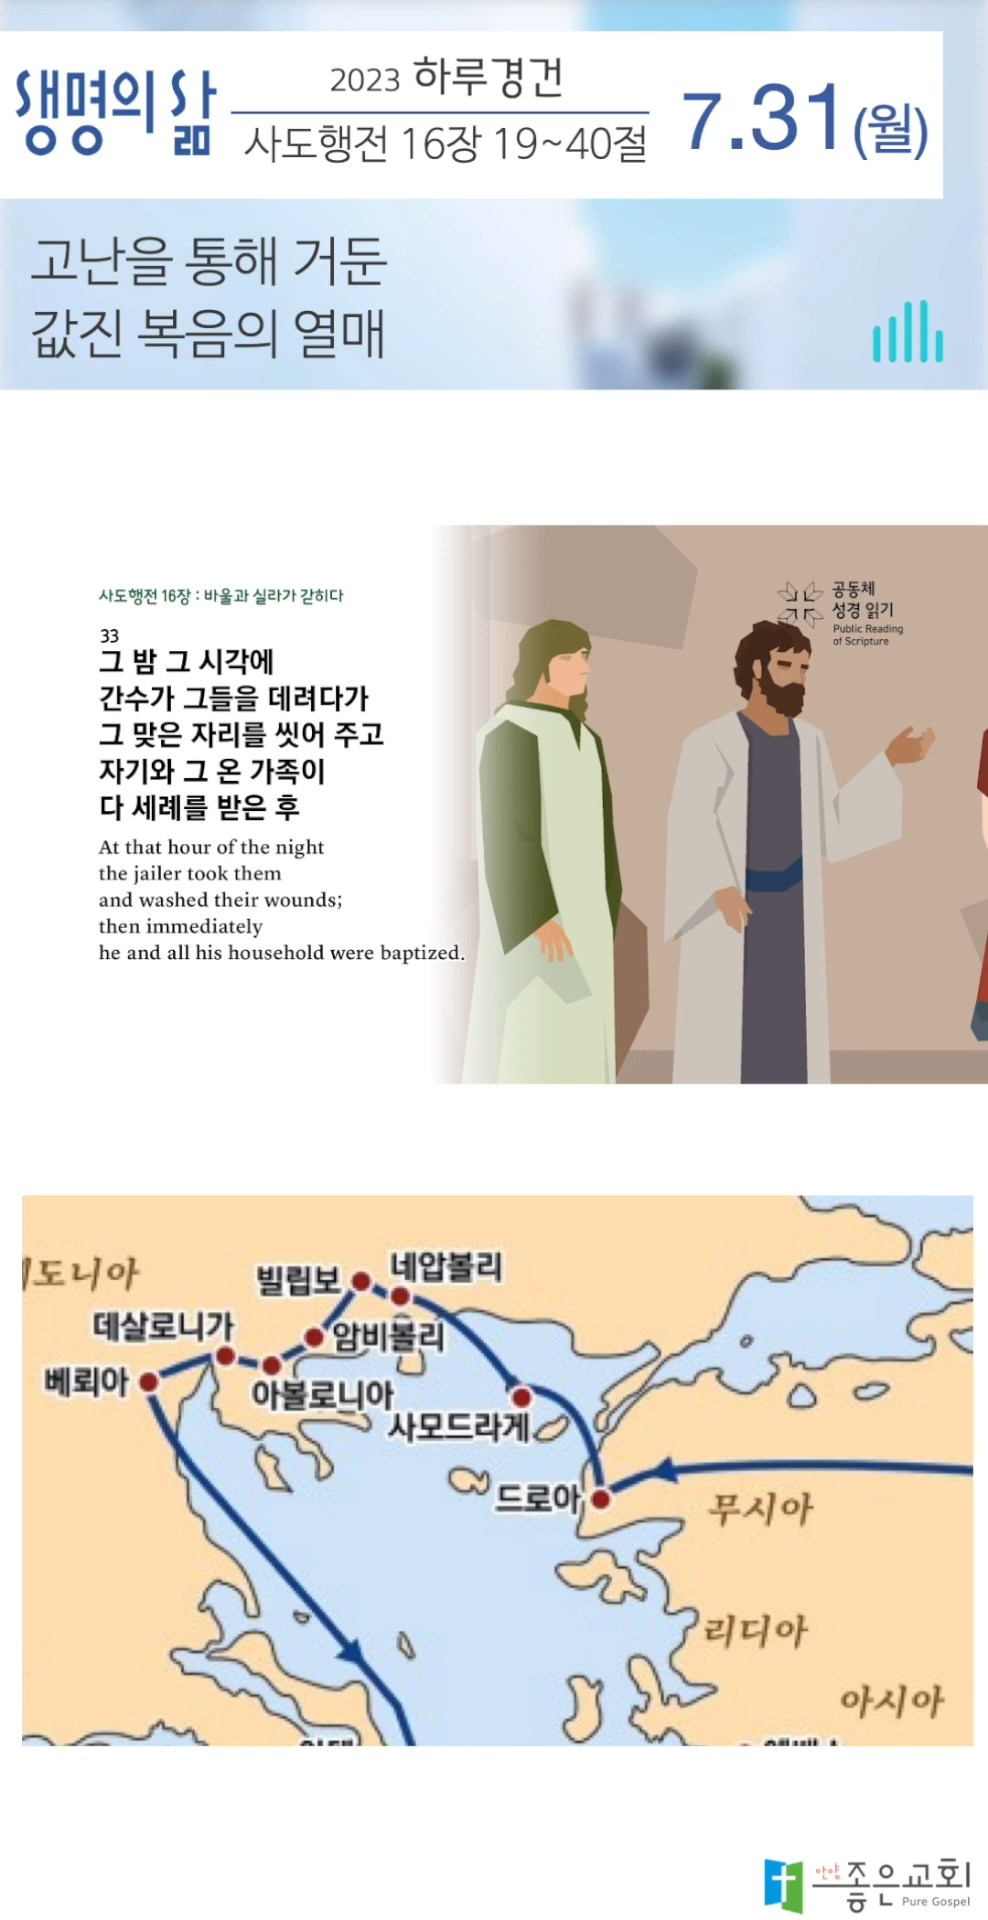 생명의 삶
2023 하루경건
사도행전 16장 19~40절
7.31(월)
고난을 통해 거둔
값진 복음의 열매
사도행전 16장 : 바울과 실라가 갇히다
공동체
성경 읽기
Public Reading
of Scripture
33
그 밤 그 시각에
간수가 그들을 데려다가
그 맞은 자리를 씻어 주고
자기와 그 온 가족이
다 세례를 받은 후
At that hour of the night
the jailer took them
and washed their wounds;
then immediately
he and all his household were baptized.
도니아
빌립보
네압볼리
데살로니가
암비볼리
베뢰아
아볼로니아
사모드라게
드로아
무시아
리디아
아시아
안양
좋은교회
Pure Gospel